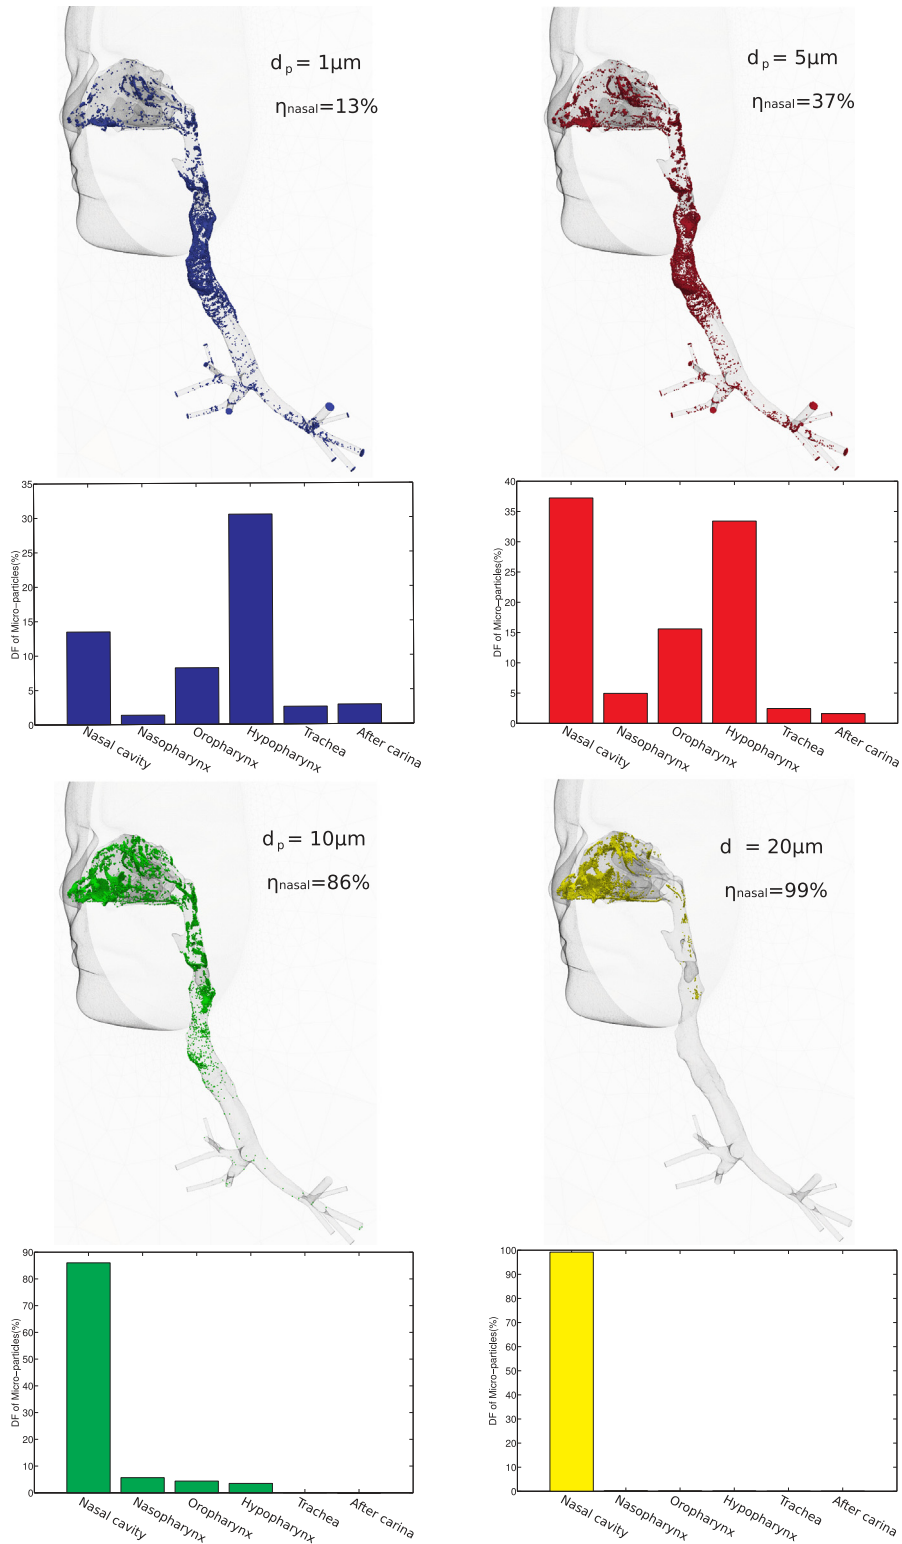 dp = 1µm
ηnasal=13%
dp = 5µm
ηnasal=37%
35
30
25
20
15
10
5
0
DF of Micro−particles(%)
Nasal cavity
Nasopharynx
Oropharynx
Hypopharynx
Trachea
After carina
40
35
30
25
20
15
10
5
0
DF of Micro−particles(%)
Nasal cavity
Nasopharynx
Oropharynx
Hypopharynx
Trachea
After carina
dp = 10µm
ηnasal=86%
d = 20µm
ηnasal=99%
90
80
70
60
50
40
30
20
10
0
DF of Micro−particles(%)
Nasal cavity
Nasopharynx
Oropharynx
Hypopharynx
Trachea
After carina
100
90
80
70
60
50
40
30
20
10
0
DF of Micro−particles(%)
Nasal cavity
Nasopharynx
Oropharynx
Hypopharynx
Trachea
After carina